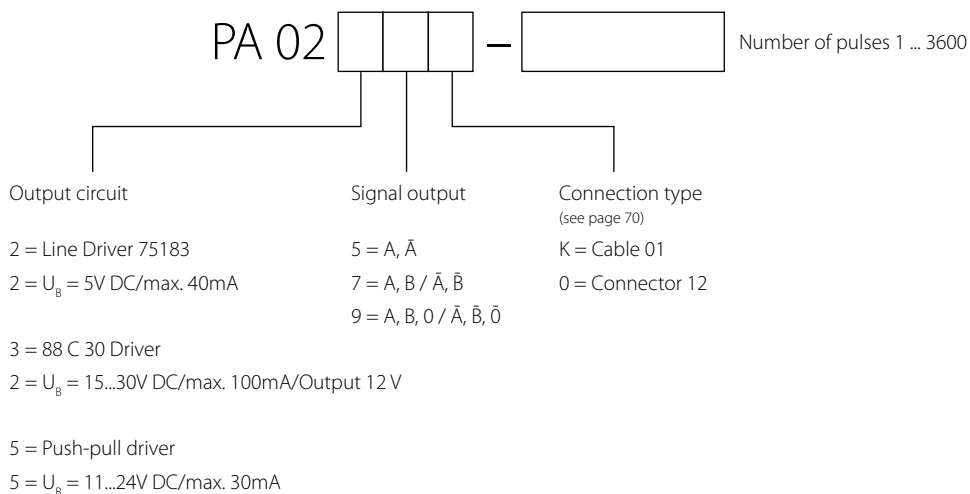 PA 02 – Number of pulses 1 ... 3600
Output circuit
2 = Line Driver 75183
2 = U_B = 5V DC/max. 40mA
3 = 88 C 30 Driver
2 = U_B = 15...30V DC/max. 100mA/Output 12 V
5 = Push-pull driver
5 = U_B = 11...24V DC/max. 30mA
Signal output
5 = A, Ā
7 = A, B / Ā, B̄
9 = A, B, 0 / Ā, B̄, 0̄
Connection type
(see page 70)
K = Cable 01
0 = Connector 12